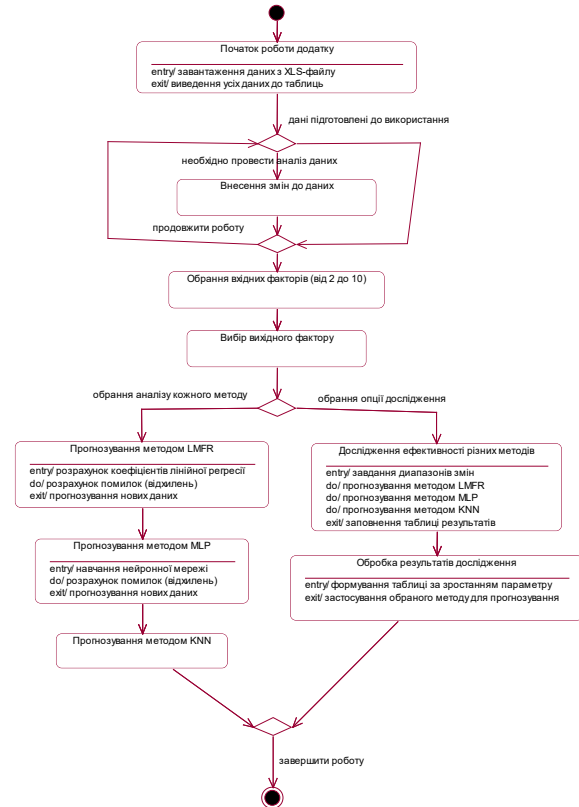 Початок роботи додатку
entry/ завантаження даних з XLS-файлу
exit/ виведення усіх даних до таблиць
дані підготовлені до використання
необхідно провести аналіз даних
Внесення змін до даних
продовжити роботу
Обрання вхідних факторів (від 2 до 10)
Вибір вихідного фактору
обрання аналізу кожного методу
обрання опції дослідження
Прогнозування методом LMFR
entry/ розрахунок коефіцієнтів лінійної регресії
do/ розрахунок помилок (відхилень)
exit/ прогнозування нових даних
Дослідження ефективності різних методів
entry/ завдання диапазонів змін
do/ прогнозування методом LMFR
do/ прогнозування методом MLP
do/ прогнозування методом KNN
exit/ заповнення таблиці результатів
Прогнозування методом MLP
entry/ навчання нейронної мережі
do/ розрахунок помилок (відхилень)
exit/ прогнозування нових даних
Обробка результатів дослідження
entry/ формування таблиці за зростанням параметру
exit/ застосування обраного методу для прогнозування
Прогнозування методом KNN
завершити роботу